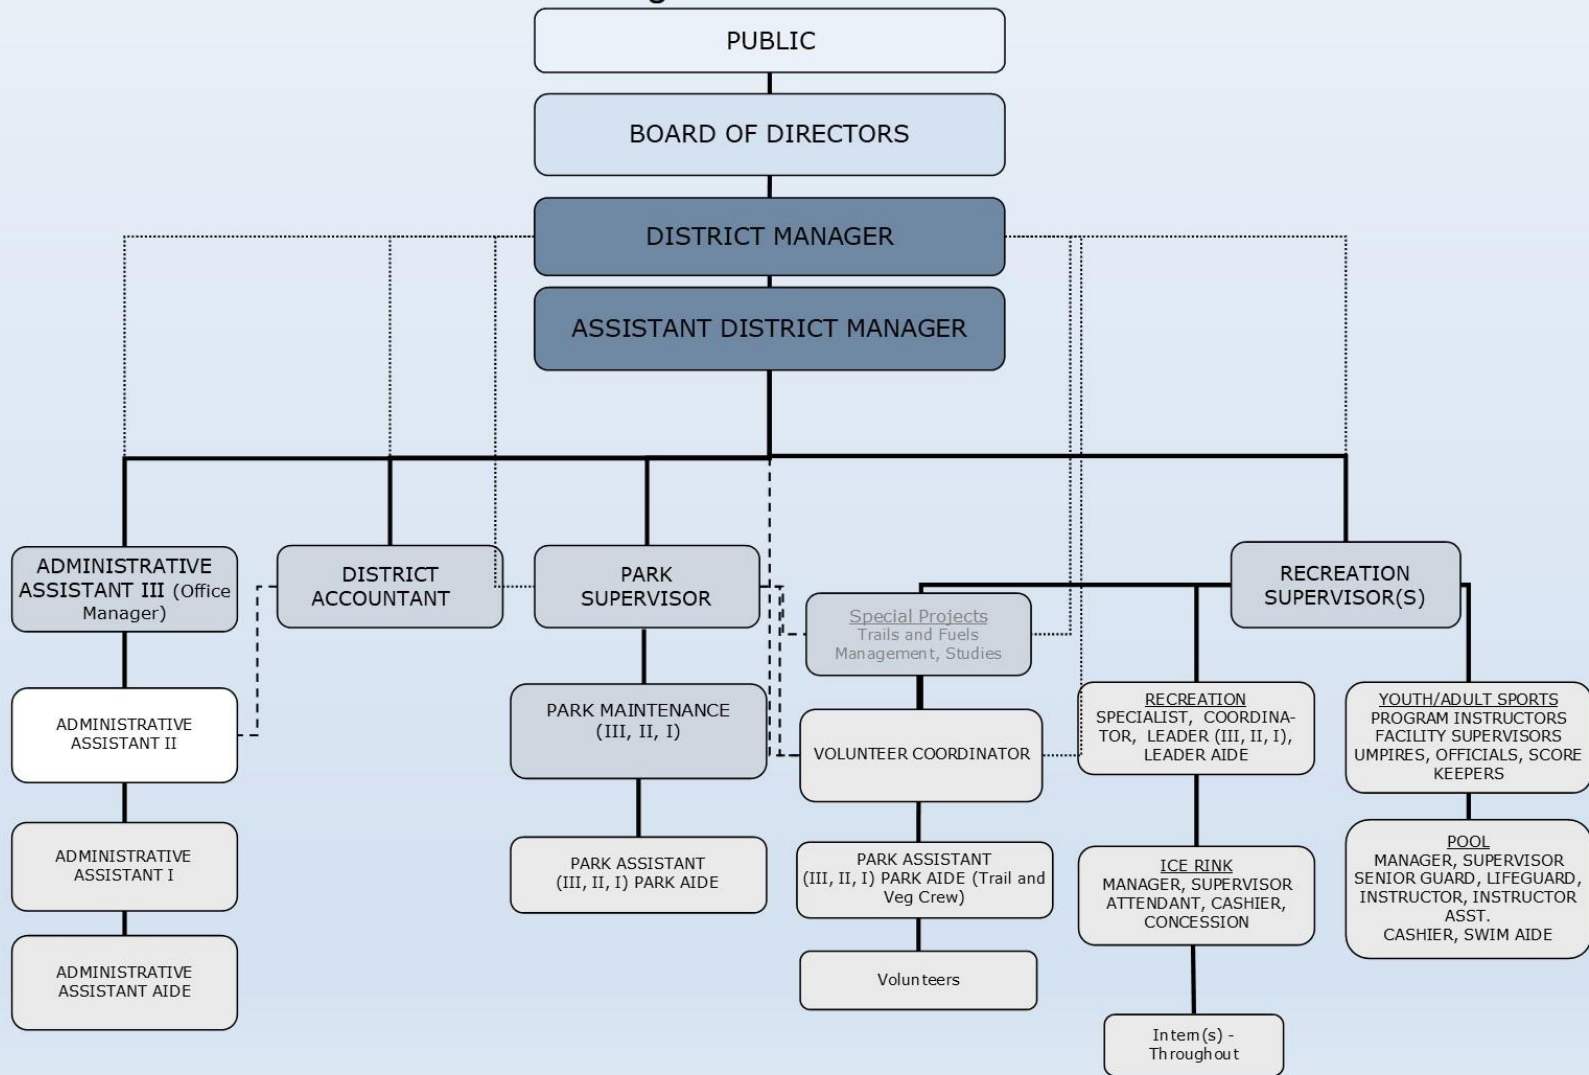 PUBLIC
BOARD OF DIRECTORS
DISTRICT MANAGER
ASSISTANT DISTRICT MANAGER
ADMINISTRATIVE
ASSISTANT III (Office
Manager)
DISTRICT
ACCOUNTANT
PARK
SUPERVISOR
Special Projects
Trails and Fuels
Management, Studies
RECREATION
SUPERVISOR(S)
ADMINISTRATIVE
ASSISTANT II
PARK MAINTENANCE
(III, II, I)
VOLUNTEER COORDINATOR
RECREATION
SPECIALIST, COORDINA-
TOR, LEADER (III, II, I),
LEADER AIDE
YOUTH/ADULT SPORTS
PROGRAM INSTRUCTORS
FACILITY SUPERVISORS
UMPIRES, OFFICIALS, SCORE
KEEPERS
ADMINISTRATIVE
ASSISTANT I
PARK ASSISTANT
(III, II, I) PARK AIDE
PARK ASSISTANT
(III, II, I) PARK AIDE (Trail and
Veg Crew)
ICE RINK
MANAGER, SUPERVISOR
ATTENDANT, CASHIER,
CONCESSION
POOL
MANAGER, SUPERVISOR
SENIOR GUARD, LIFEGUARD,
INSTRUCTOR, INSTRUCTOR
ASST.
CASHIER, SWIM AIDE
ADMINISTRATIVE
ASSISTANT AIDE
Volunteers
Intern(s) -
Throughout